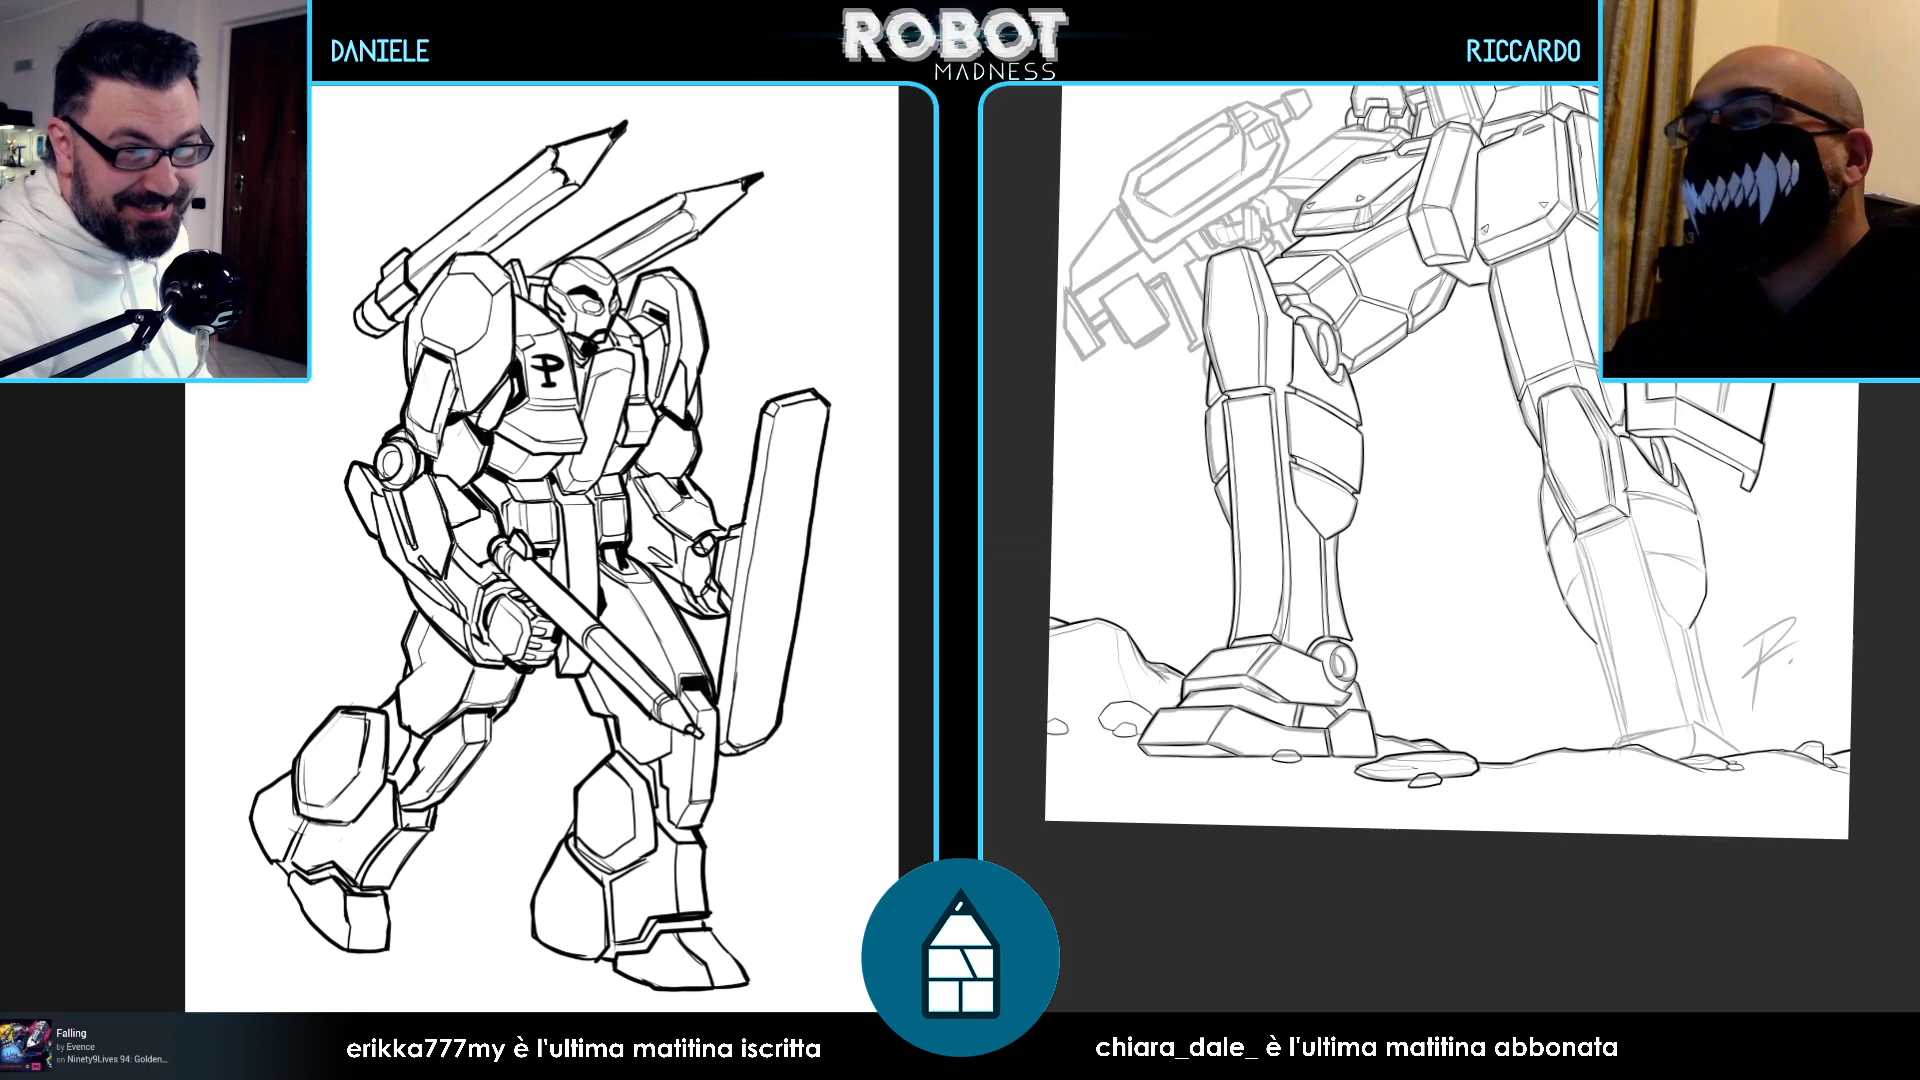 DANIELE
ROBOT
MADNESS
RICCARDO
P
R.
Falling
by Evence
on Ninety9Lives 94: Golden...
erikka777my è l'ultima matitina iscritta
chiara_dale_ è l'ultima matitina abbonata